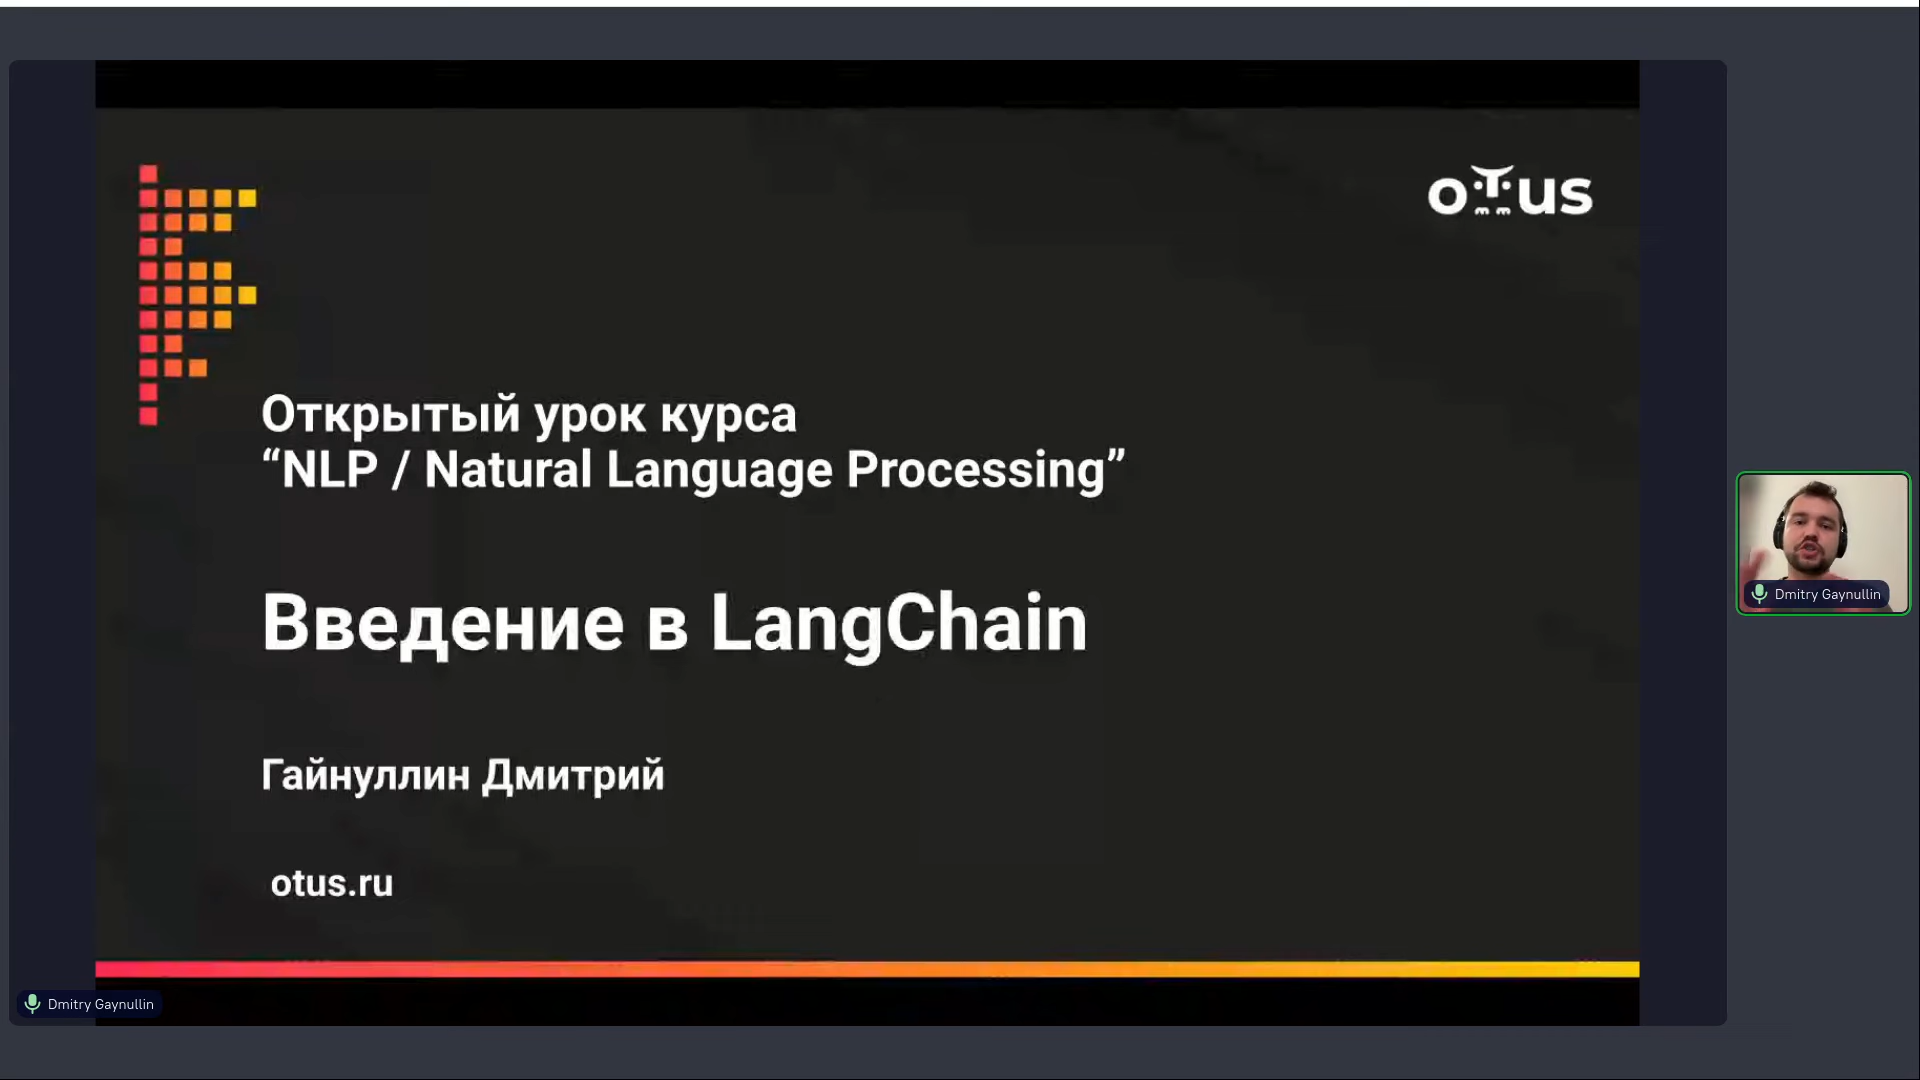 otus
Открытый урок курса
“NLP / Natural Language Processing”
Введение в LangChain
Гайнуллин Дмитрий
otus.ru
Dmitry Gaynullin
Dmitry Gaynullin